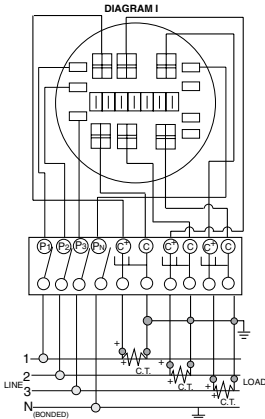 DIAGRAM I
P1 P2 P3 PN C+ C C+ C C+ C
1
+ C.T.
2
+ C.T.
LINE 3
+ C.T. LOAD
N
(BONDED)